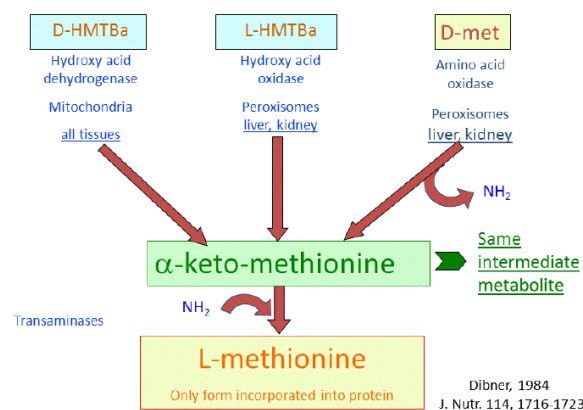 D-HMTBa
Hydroxy acid
dehydrogenase
Mitochondria
all tissues
L-HMTBa
Hydroxy acid
oxidase
Peroxisomes
liver, kidney
D-met
Amino acid
oxidase
Peroxisomes
liver, kidney
NH2
α-keto-methionine
Same
intermediate
metabolite
NH2
Transaminases
L-methionine
Only form incorporated into protein
Dibner, 1984
J. Nutr. 114, 1716-1723